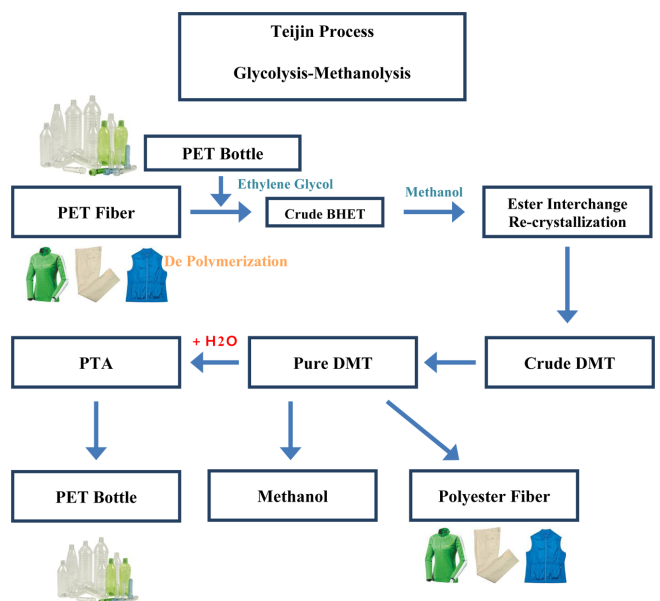 Teijin Process
Glycolysis-Methanolysis
PET Bottle
Ethylene Glycol
Methanol
PET Fiber
Crude BHET
Ester Interchange
Re-crystallization
De Polymerization
+ H2O
PTA
Pure DMT
Crude DMT
PET Bottle
Methanol
Polyester Fiber